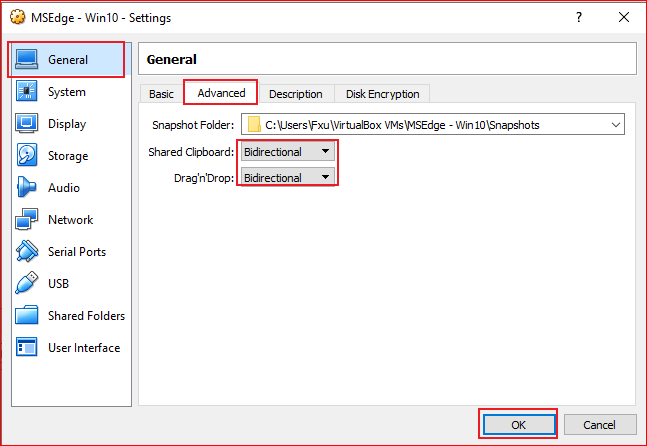 MSEdge - Win10 - Settings
?
General
System
Display
Storage
Audio
Network
Serial Ports
USB
Shared Folders
User Interface
General
Basic
Advanced
Description
Disk Encryption
Snapshot Folder: C:\Users\Fxu\VirtualBox VMs\MSEdge - Win10\Snapshots
Shared Clipboard: Bidirectional
Drag'n'Drop: Bidirectional
OK
Cancel